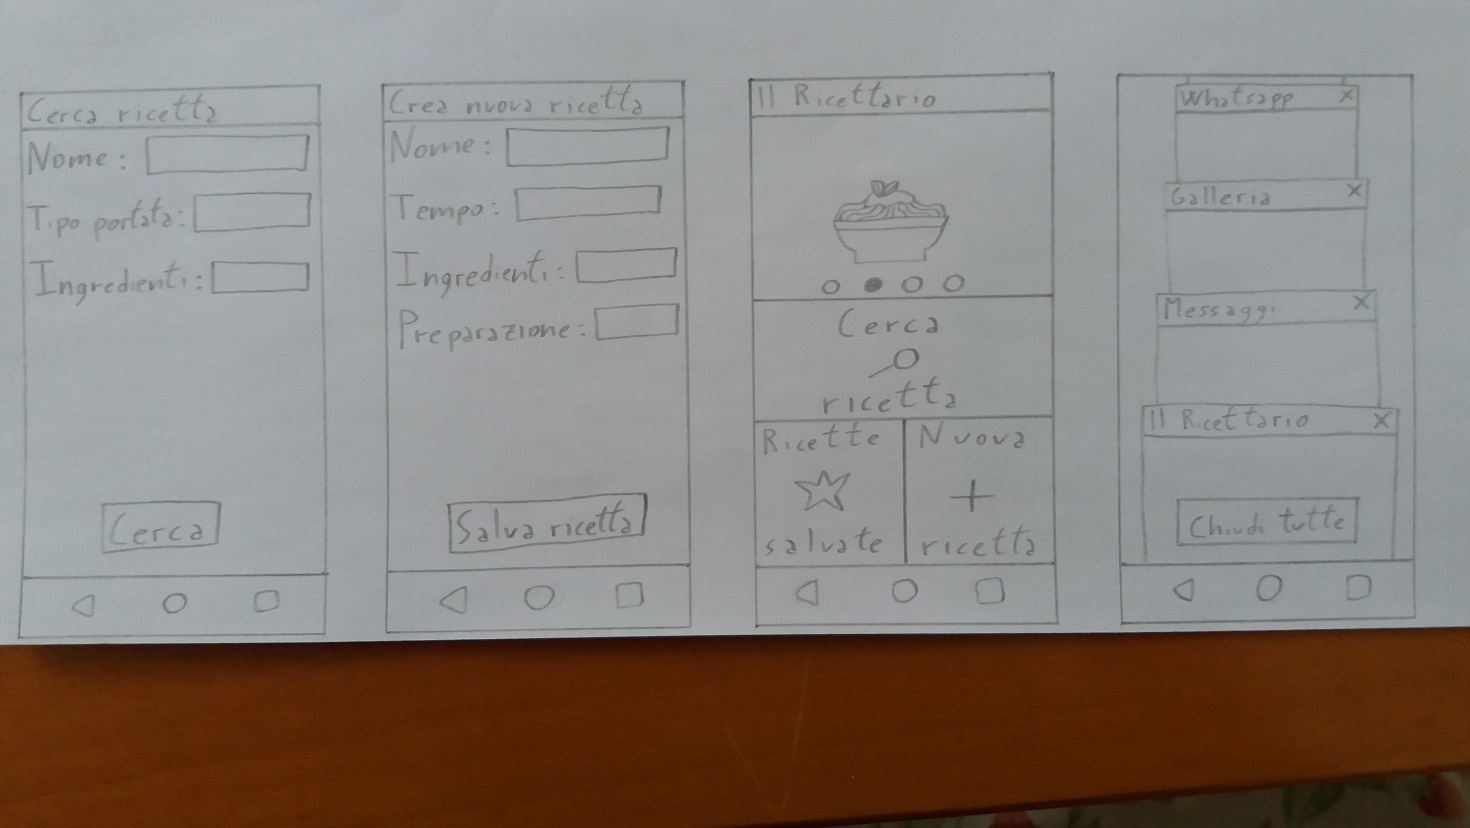 Cerca ricetta
Nome:
Tipo portata:
Ingredienti:
Cerca
Crea nuova ricetta
Nome:
Tempo:
Ingredienti:
Preparazione:
Salva ricetta
Il Ricettario
Cerca
ricetta
Ricette
salvate
Nuova
ricetta
Whatsapp X
Galleria X
Messaggi X
Il Ricettario X
Chiudi tutte